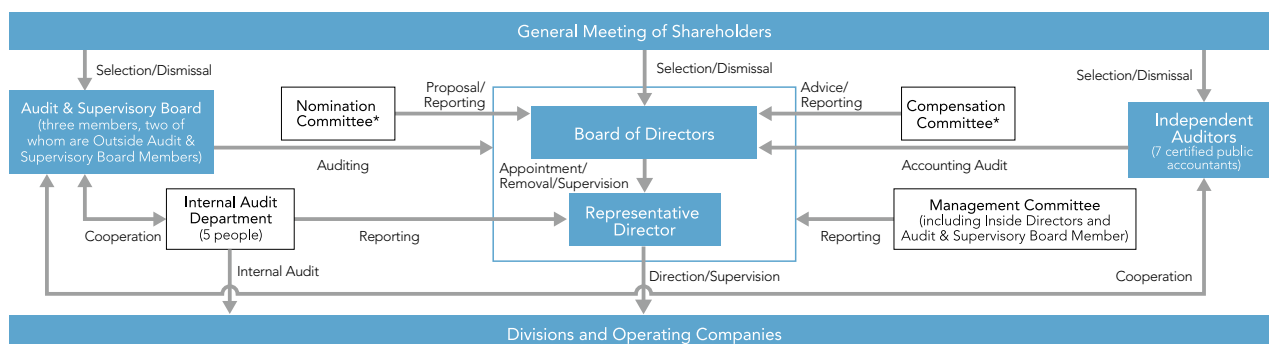 General Meeting of Shareholders
Selection/Dismissal
Selection/Dismissal
Selection/Dismissal
Audit & Supervisory Board
(three members, two of
whom are Outside Audit &
Supervisory Board Members)
Nomination
Committee*
Proposal/
Reporting
Board of Directors
Advice/
Reporting
Compensation
Committee*
Independent
Auditors
(7 certified public
accountants)
Auditing
Accounting Audit
Appointment/
Removal/Supervision
Internal Audit
Department
(5 people)
Cooperation
Reporting
Representative
Director
Reporting
Management Committee
(including Inside Directors and
Audit & Supervisory Board Member)
Internal Audit
Direction/Supervision
Cooperation
Divisions and Operating Companies